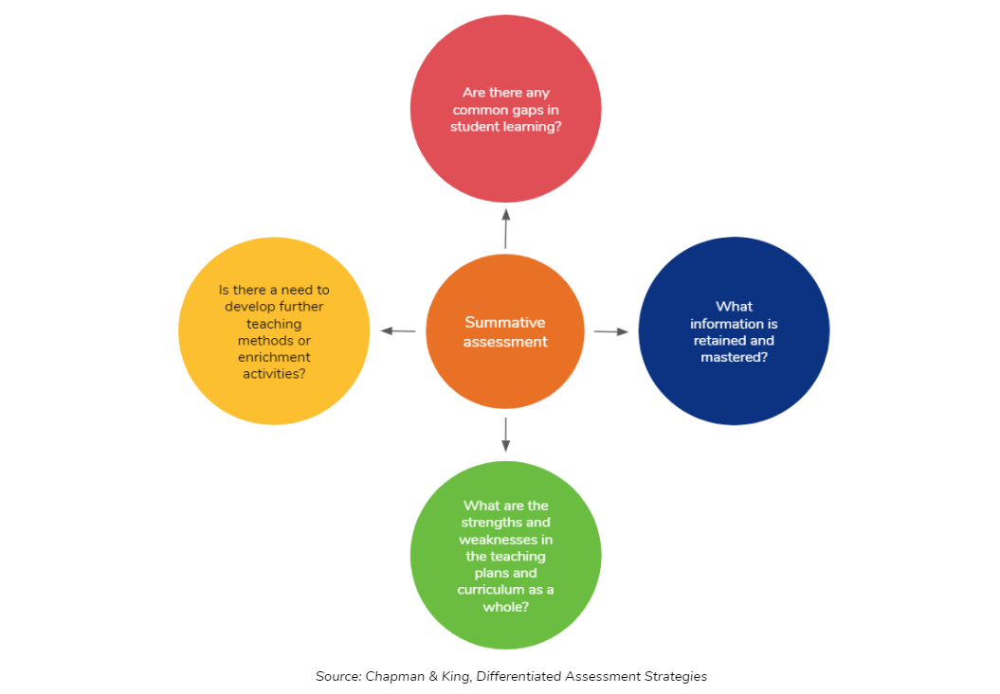 Are there any
common gaps in
student learning?
Is there a need to
develop further
teaching
methods or
enrichment
activities?
Summative
assessment
What
information is
retained and
mastered?
What are the
strengths and
weaknesses in
the teaching
plans and
curriculum as a
whole?
Source: Chapman & King, Differentiated Assessment Strategies